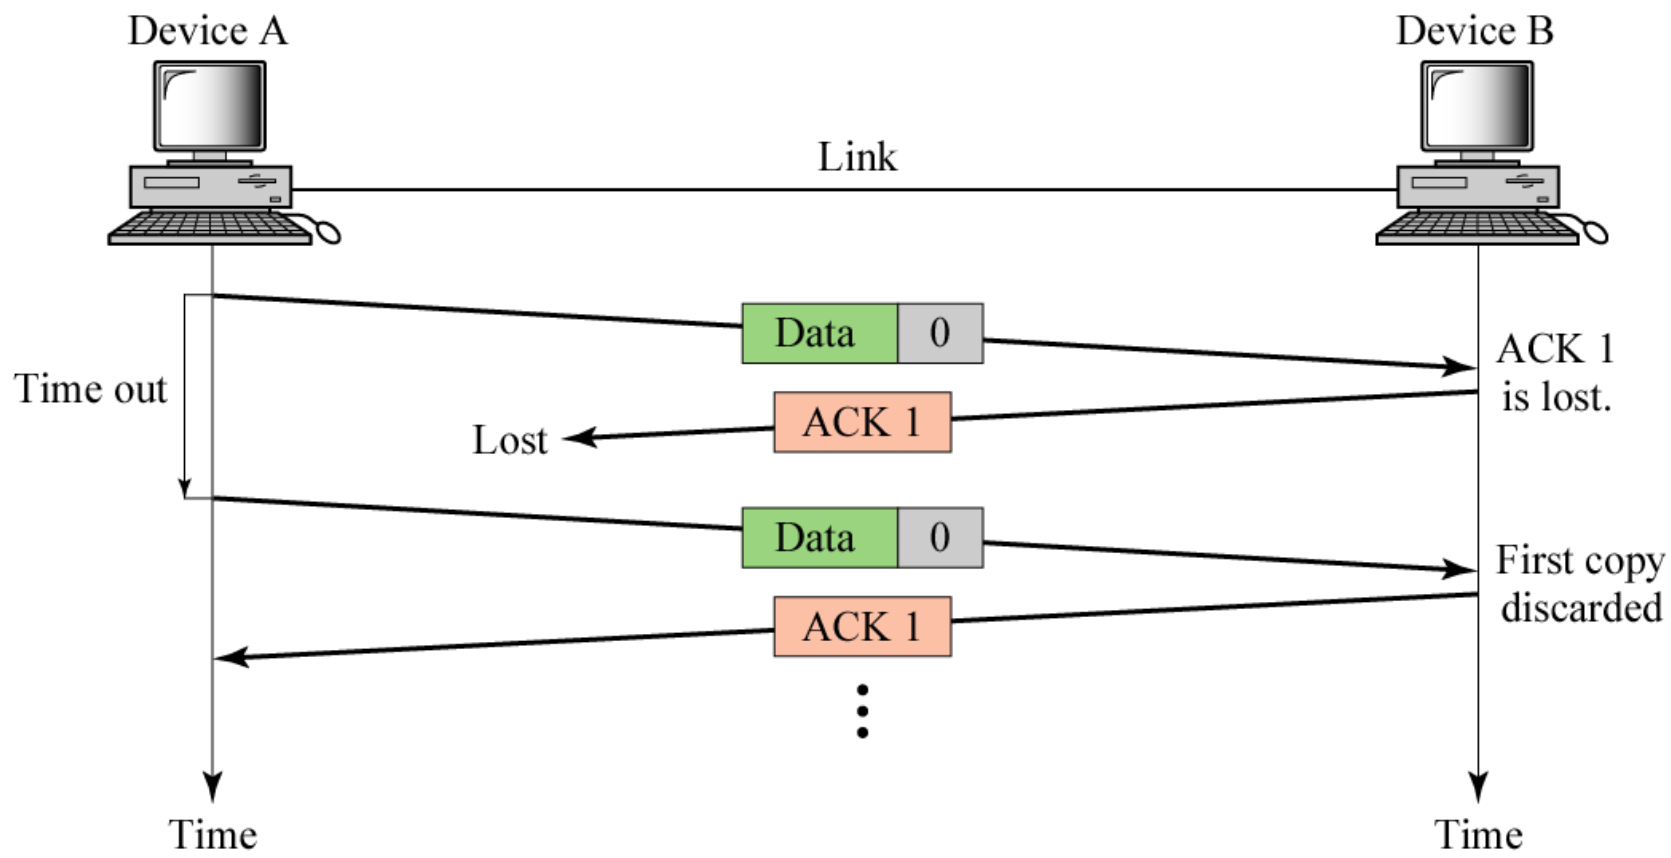 Device A
Device B
Link
Data 0
ACK 1
is lost.
Time out
ACK 1
Lost
Data 0
First copy
discarded
ACK 1
Time
Time